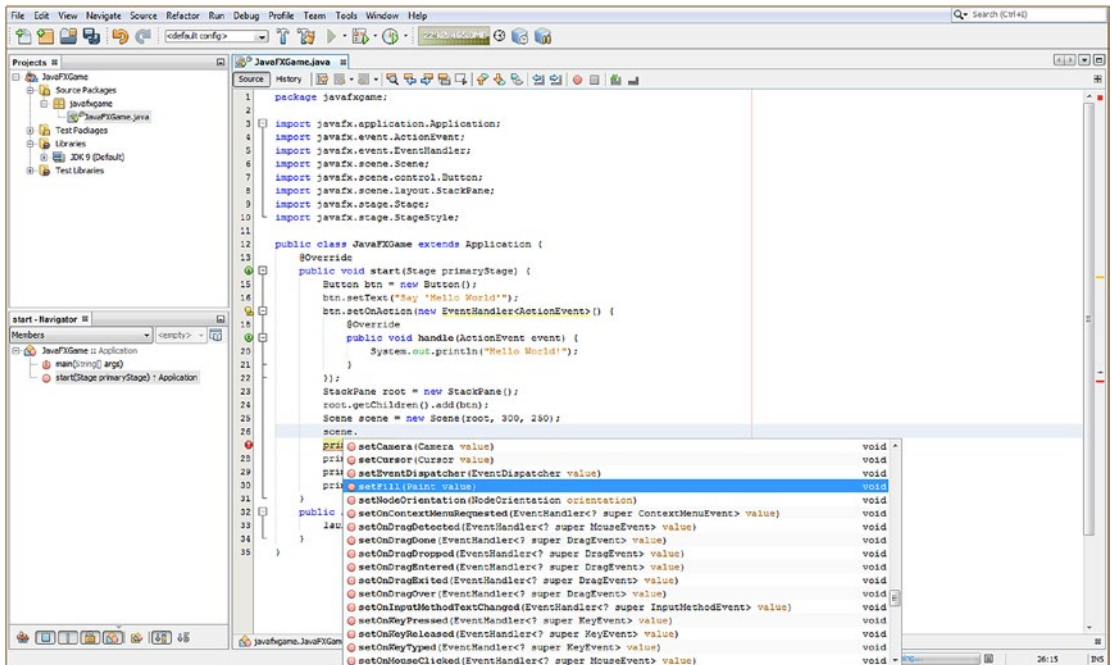 File Edit View Navigate Source Refactor Run Debug Profile Team Tools Window Help
Search (Ctrl+I)
<default config>
Projects
JavaFXGame
Source Packages
javafxgame
JavaFXGame.java
Test Packages
Libraries
JDK 9 (Default)
Test Libraries
start - Navigator
Members
<empty>
JavaFXGame :: Application
main(String[] args)
start(Stage primaryStage) ↑ Application
JavaFXGame.java
Source History
1 package javafxgame;
2
3 import javafx.application.Application;
4 import javafx.event.ActionEvent;
5 import javafx.event.EventHandler;
6 import javafx.scene.Scene;
7 import javafx.scene.control.Button;
8 import javafx.scene.layout.StackPane;
9 import javafx.stage.Stage;
10 import javafx.stage.StageStyle;
11
12 public class JavaFXGame extends Application {
13 @Override
public void start(Stage primaryStage) {
15 Button btn = new Button();
16 btn.setText("Say 'Hello World'");
btn.setOnAction(new EventHandler<ActionEvent>() {
18 @Override
public void handle(ActionEvent event) {
20 System.out.println("Hello World!");
21 }
22 });
23 StackPane root = new StackPane();
24 root.getChildren().add(btn);
25 Scene scene = new Scene(root, 300, 250);
26 scene.
pri
28 pri
29 pri
30 pri
31 }
32 public
33 lau
34 }
35 }
setCamera(Camera value) void
setCursor(Cursor value) void
setEventDispatcher(EventDispatcher value) void
setFill(Paint value) void
setNodeOrientation(NodeOrientation orientation) void
setOnContextMenuRequested(EventHandler<? super ContextMenuEvent> value) void
setOnDragDetected(EventHandler<? super MouseEvent> value) void
setOnDragDone(EventHandler<? super DragEvent> value) void
setOnDragDropped(EventHandler<? super DragEvent> value) void
setOnDragEntered(EventHandler<? super DragEvent> value) void
setOnDragExited(EventHandler<? super DragEvent> value) void
setOnDragOver(EventHandler<? super DragEvent> value) void
setOnInputMethodTextChanged(EventHandler<? super InputMethodEvent> value) void
setOnKeyPressed(EventHandler<? super KeyEvent> value) void
setOnKeyReleased(EventHandler<? super KeyEvent> value) void
setOnKeyTyped(EventHandler<? super KeyEvent> value) void
setOnMouseClicked(EventHandler<? super MouseEvent> value) void
javafxgame.JavaFXGam
26:15 INS